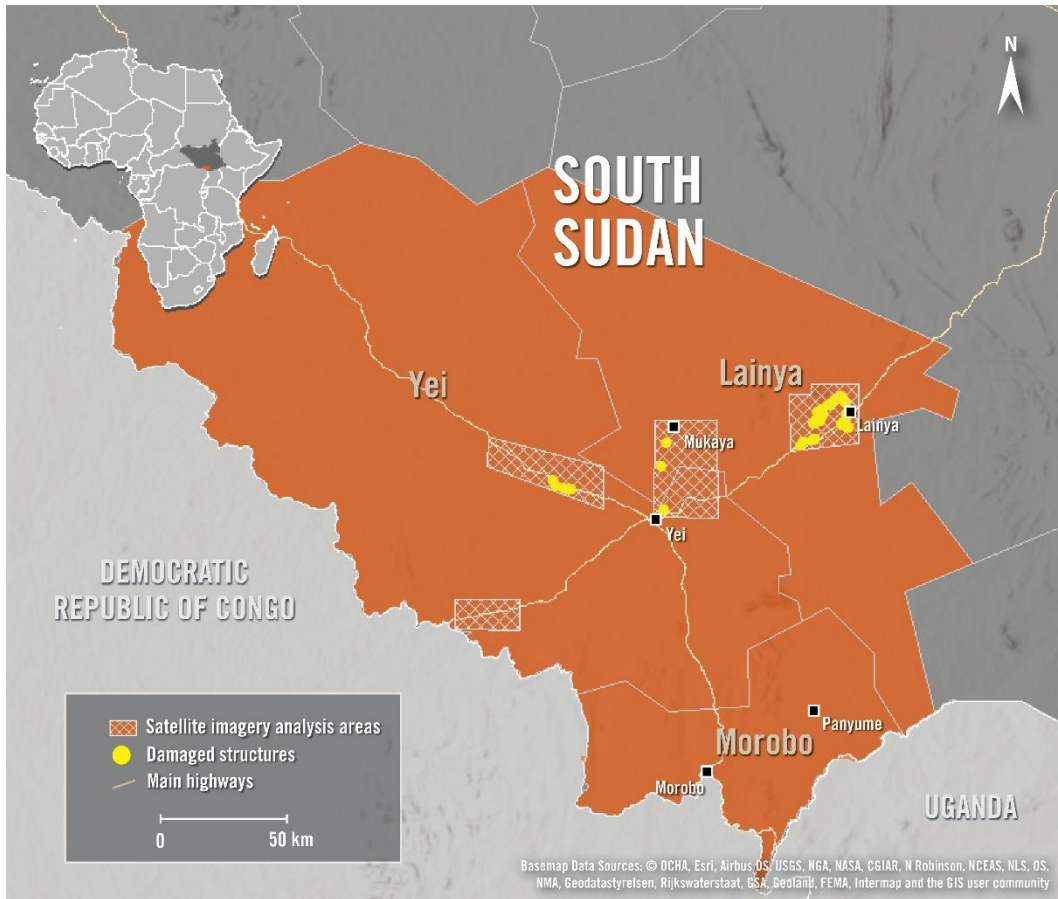 N
SOUTH
SUDAN
Yei
Lainya
Lainya
Mukaya
Yei
DEMOCRATIC
REPUBLIC OF CONGO
Panyume
Morobo
Morobo
UGANDA
Satellite imagery analysis areas
Damaged structures
Main highways
0 50 km
Basemap Data Sources: © OCHA, Esri, Airbus DS, USGS, NGA, NASA, CGIAR, N Robinson, NCEAS, NLS, OS,
NMA, Geodatastyrelsen, Rijkswaterstaat, GSA, Geoland, FEMA, Intermap and the GIS user community